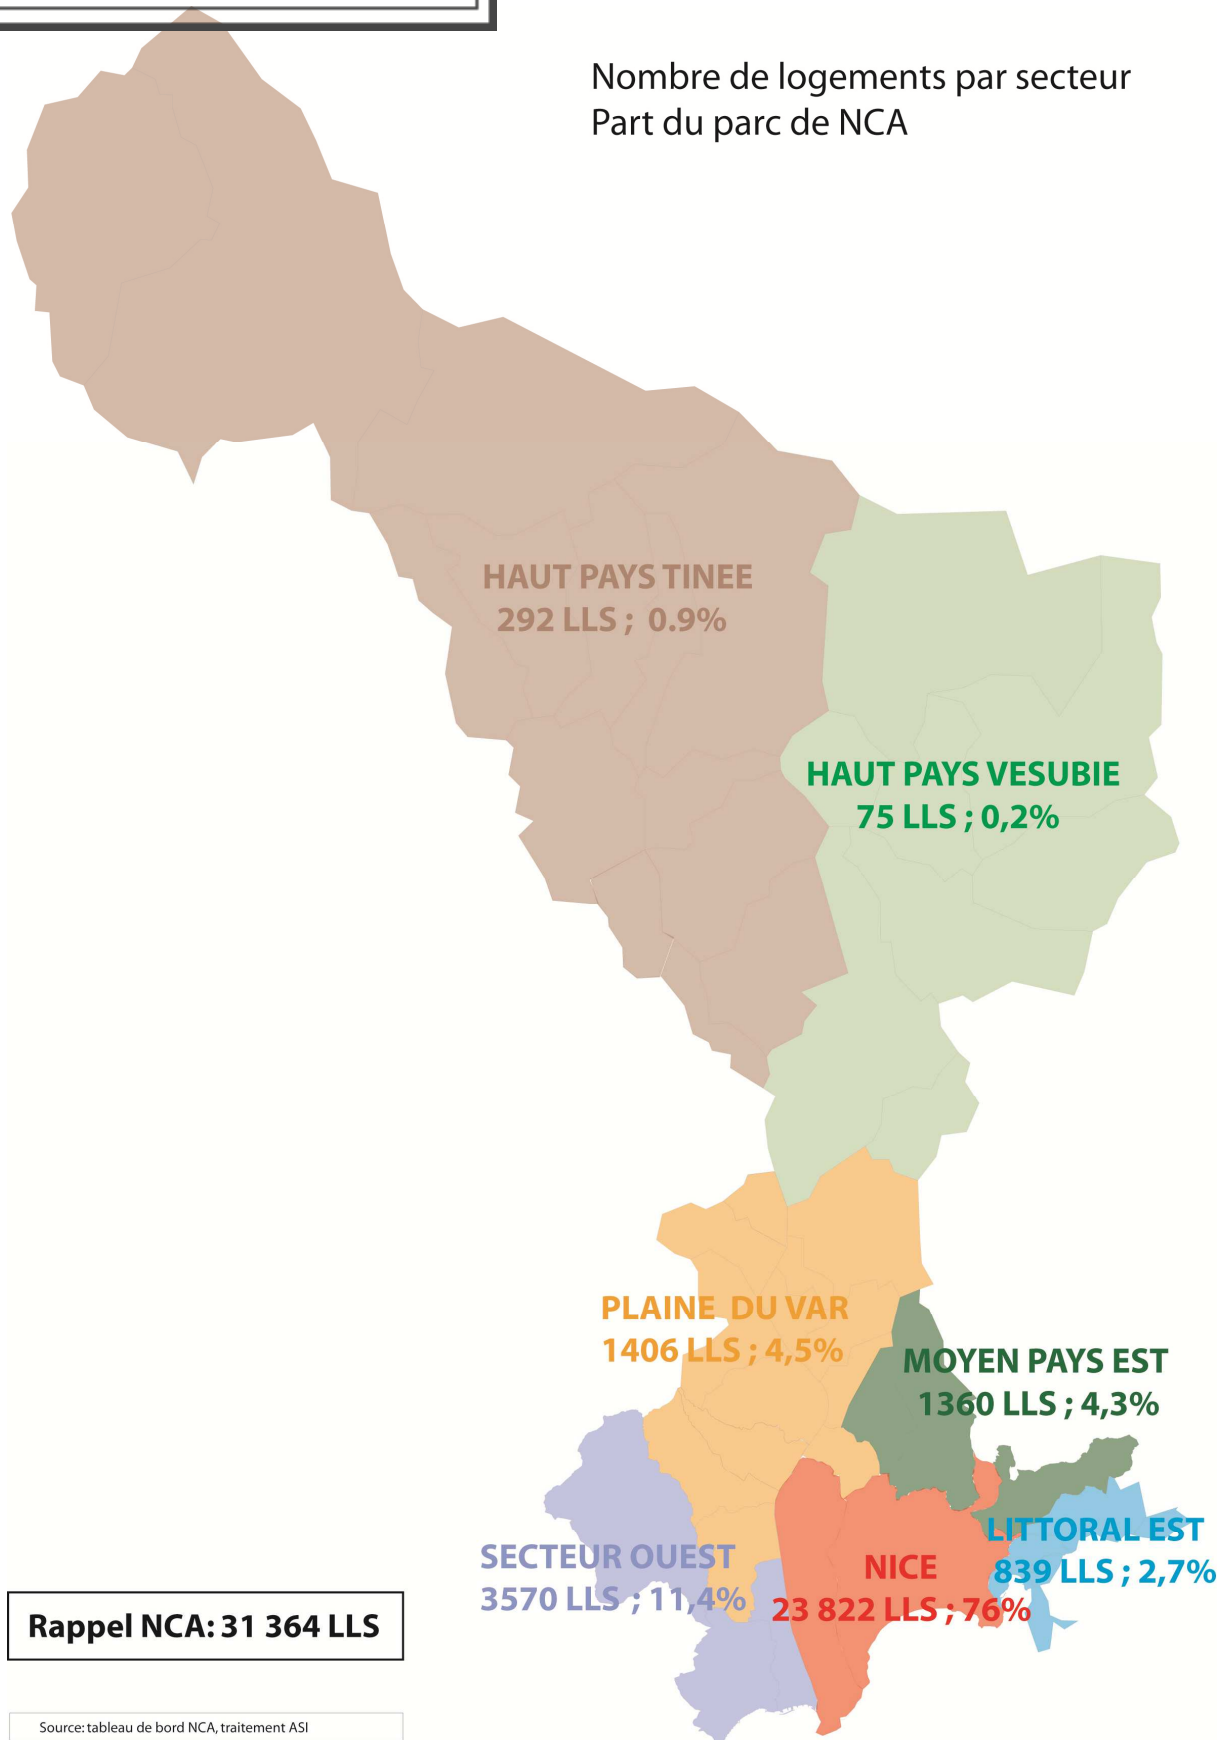 Nombre de logements par secteur
Part du parc de NCA
HAUT PAYS TINEE
292 LLS ; 0.9%
HAUT PAYS VESUBIE
75 LLS ; 0,2%
PLAINE DU VAR
1406 LLS ; 4,5%
MOYEN PAYS EST
1360 LLS ; 4,3%
LITTORAL EST
839 LLS ; 2,7%
SECTEUR OUEST
3570 LLS ; 11,4%
NICE
23 822 LLS ; 76%
Rappel NCA: 31 364 LLS
Source: tableau de bord NCA, traitement ASI